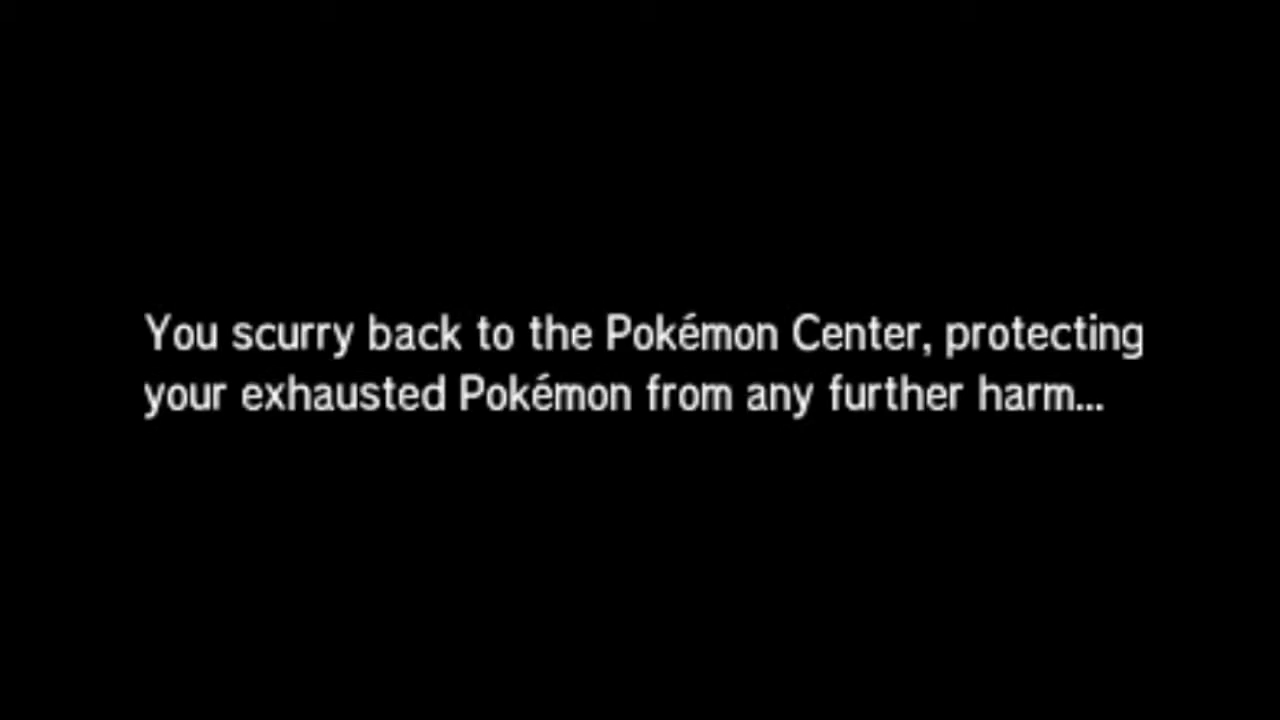 You scurry back to the Pokémon Center, protecting
your exhausted Pokémon from any further harm...